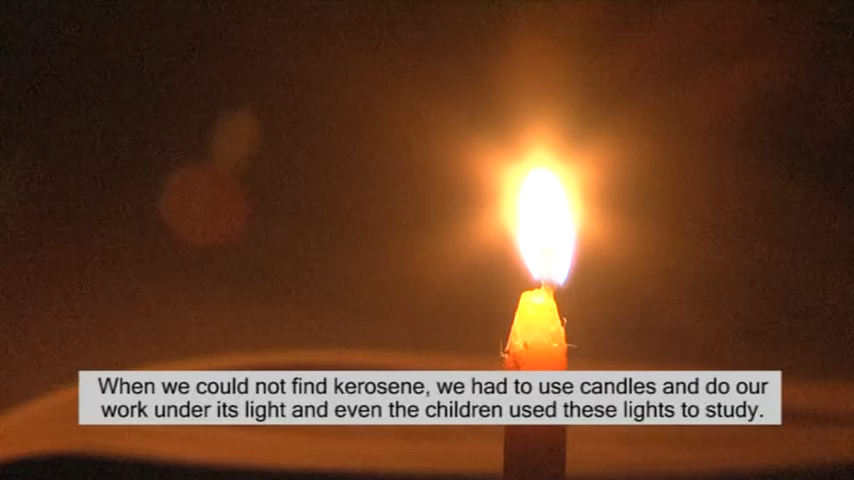 When we could not find kerosene, we had to use candles and do our
work under its light and even the children used these lights to study.